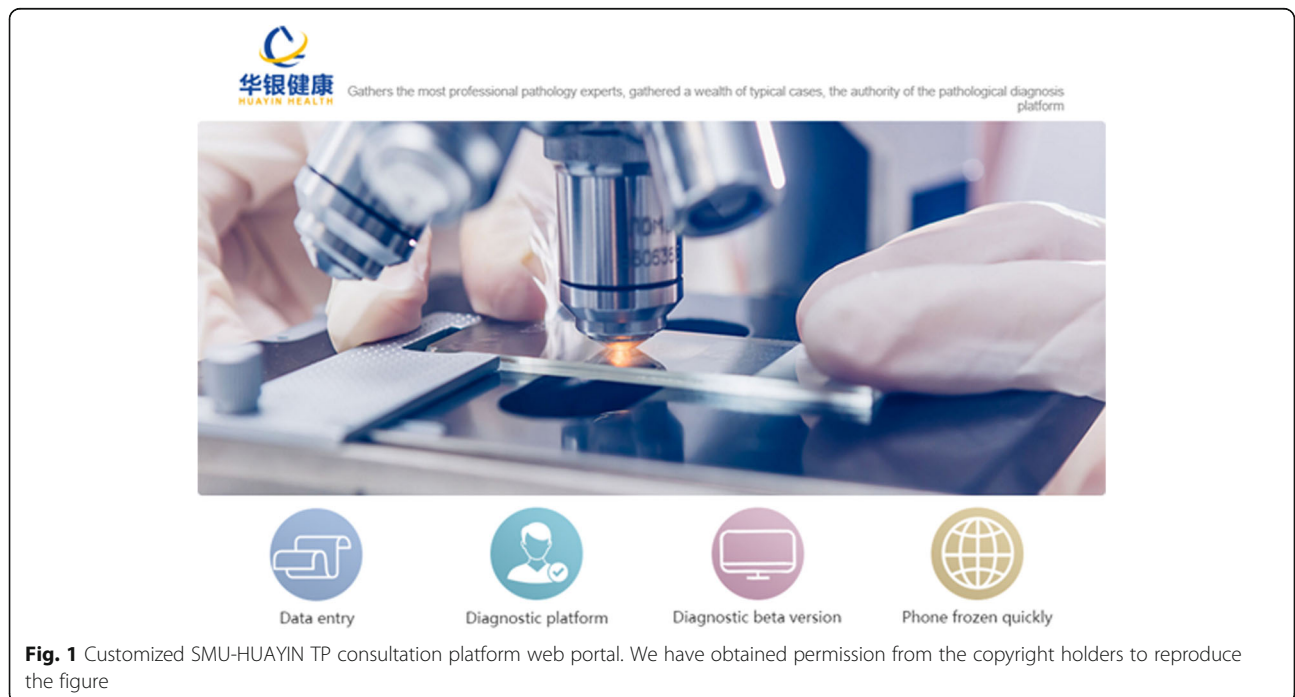 华银健康
HUAYIN HEALTH
Gathers the most professional pathology experts, gathered a wealth of typical cases, the authority of the pathological diagnosis
platform
Data entry
Diagnostic platform
Diagnostic beta version
Phone frozen quickly
Fig. 1 Customized SMU-HUAYIN TP consultation platform web portal. We have obtained permission from the copyright holders to reproduce
the figure